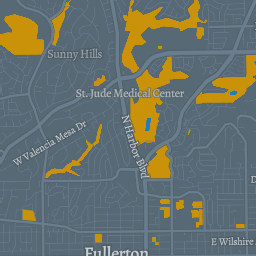 Sunny Hills
St. Jude Medical Center
W Valencia Mesa Dr
N Harbor Blvd
D
E Wilshire
Fullerton